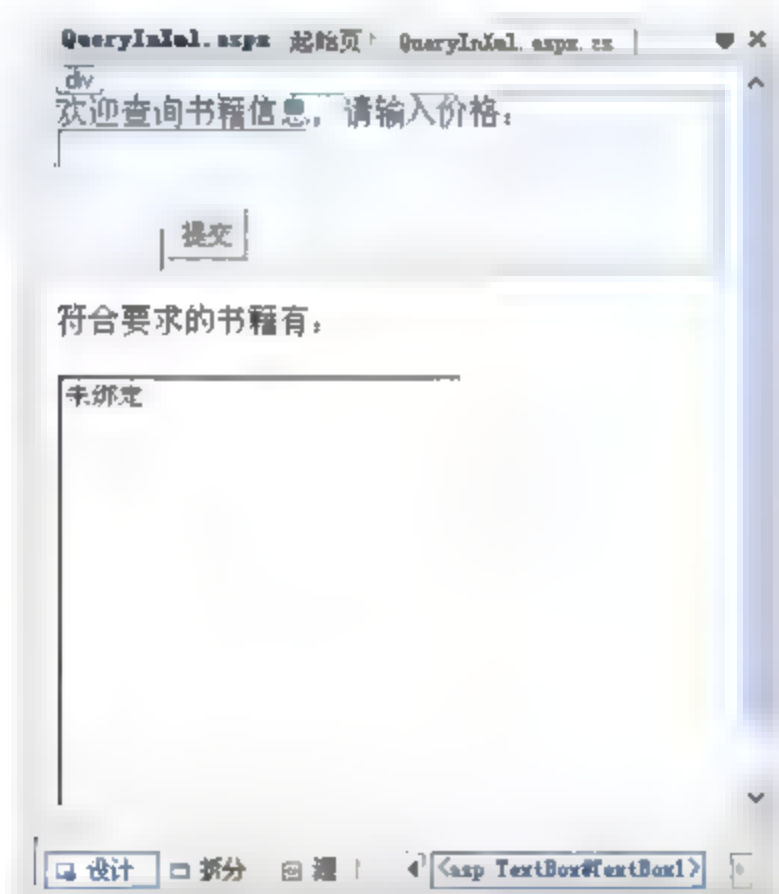 QueryInXml.aspx 起始页 QueryInXml.aspx.cs
div
欢迎查询书籍信息，请输入价格：
提交
符合要求的书籍有：
未绑定
设计 拆分 源 <asp TextBox#TextBox1>